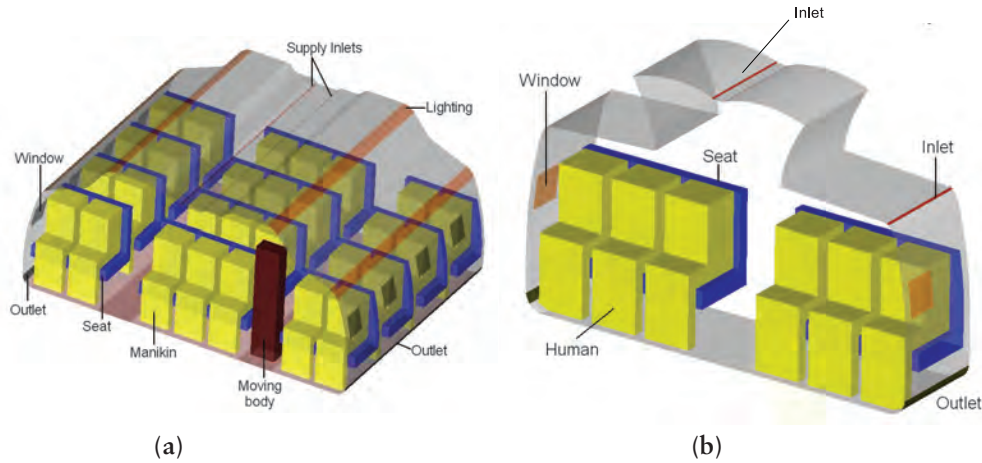 Supply Inlets
Lighting
Window
Outlet
Seat
Manikin
Moving
body
Outlet
(a)
Inlet
Window
Seat
Inlet
Human
Outlet
(b)